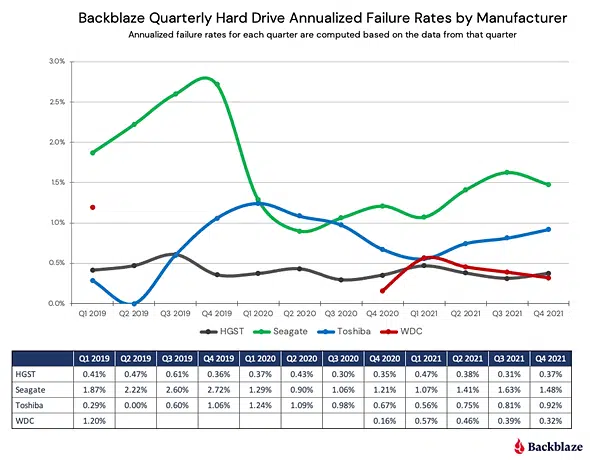 Backblaze Quarterly Hard Drive Annualized Failure Rates by Manufacturer
Annualized failure rates for each quarter are computed based on the data from that quarter
3.0%
2.5%
2.0%
1.5%
1.0%
0.5%
0.0%
Q1 2019 Q2 2019 Q3 2019 Q4 2019 Q1 2020 Q2 2020 Q3 2020 Q4 2020 Q1 2021 Q2 2021 Q3 2021 Q4 2021
HGST Seagate Toshiba WDC
Q1 2019 Q2 2019 Q3 2019 Q4 2019 Q1 2020 Q2 2020 Q3 2020 Q4 2020 Q1 2021 Q2 2021 Q3 2021 Q4 2021
HGST 0.41% 0.47% 0.61% 0.36% 0.37% 0.43% 0.30% 0.35% 0.47% 0.38% 0.31% 0.37%
Seagate 1.87% 2.22% 2.60% 2.72% 1.29% 0.90% 1.06% 1.21% 1.07% 1.41% 1.63% 1.48%
Toshiba 0.29% 0.00% 0.60% 1.06% 1.24% 1.09% 0.98% 0.67% 0.56% 0.75% 0.81% 0.92%
WDC 1.20% 0.16% 0.57% 0.46% 0.39% 0.32%
Backblaze